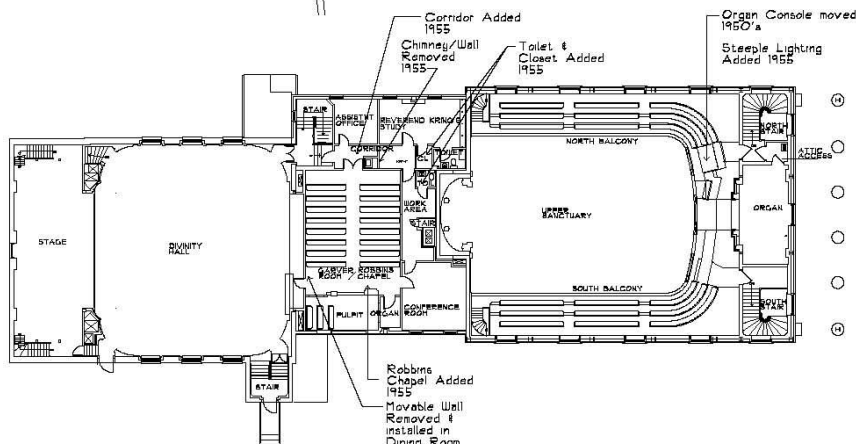 Corridor Added
1955
Chimney/Wall
Removed
1955
Toilet &
Closet Added
1955
Organ Console moved
1950's
Steeple Lighting
Added 1955
STAIR
ASSISTNT
OFFICE
REVEREND KRING'S
STUDY
CORRIDOR
CL
TOILET
NORTH BALCONY
NORTH
STAIR
ATTIC
ACCESS
WORK
AREA
STAIR
STAGE
DIVINITY
HALL
UPPER
SANCTUARY
ORGAN
GARVER ROBBINS
ROOM / CHAPEL
SOUTH BALCONY
PULPIT
ORGAN
CONFERENCE
ROOM
SOUTH
STAIR
STAIR
Robbins
Chapel Added
1955
Movable Wall
Removed &
installed in
Dining Room